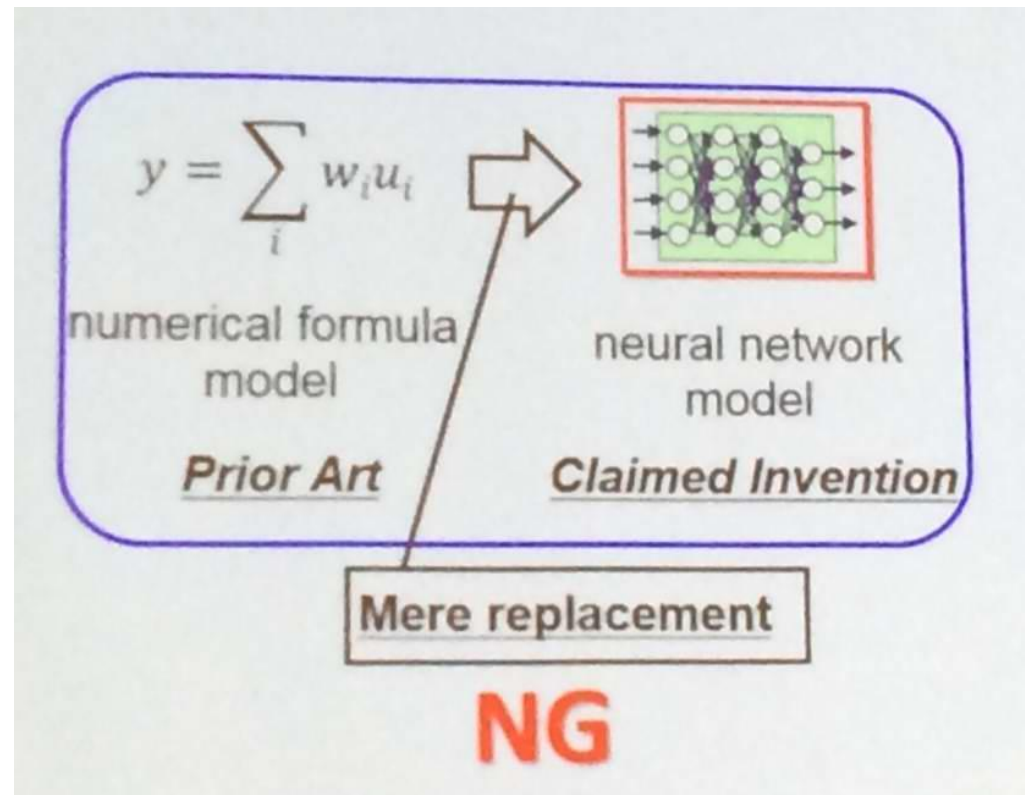 y = ∑ᵢ wᵢuᵢ
numerical formula
model
Prior Art
neural network
model
Claimed Invention
Mere replacement
NG